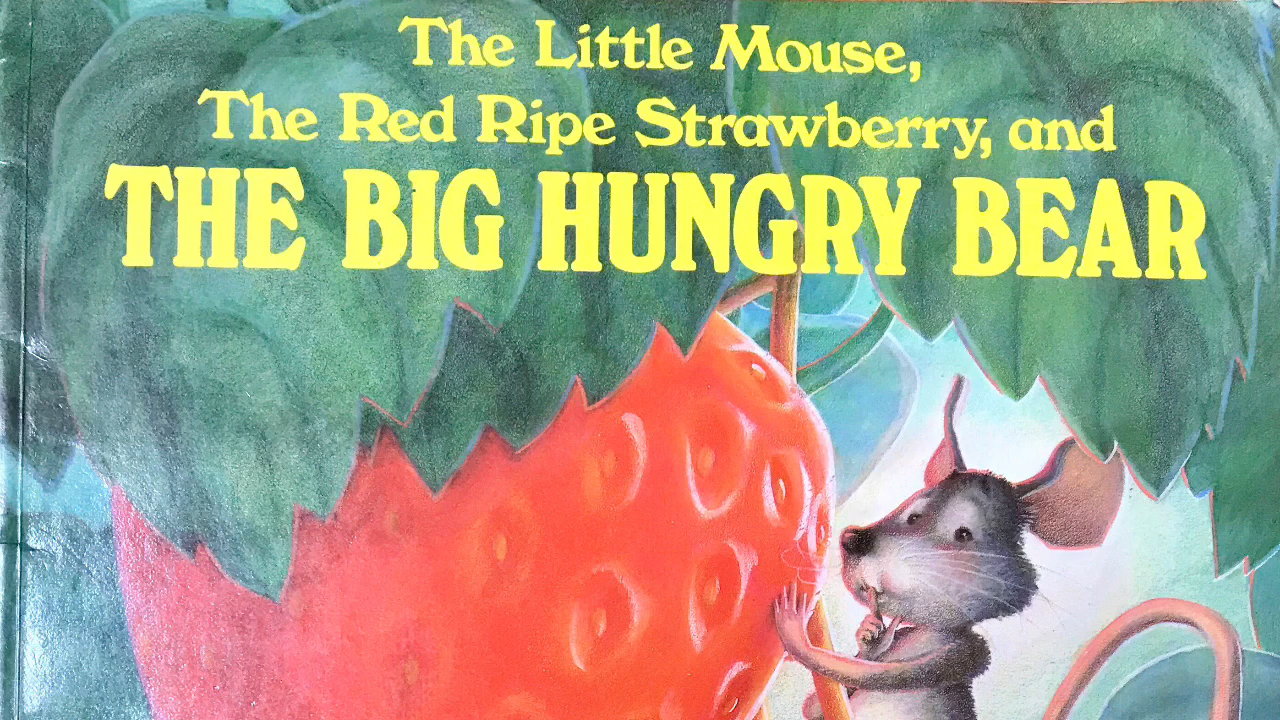 The Little Mouse,
The Red Ripe Strawberry, and
THE BIG HUNGRY BEAR